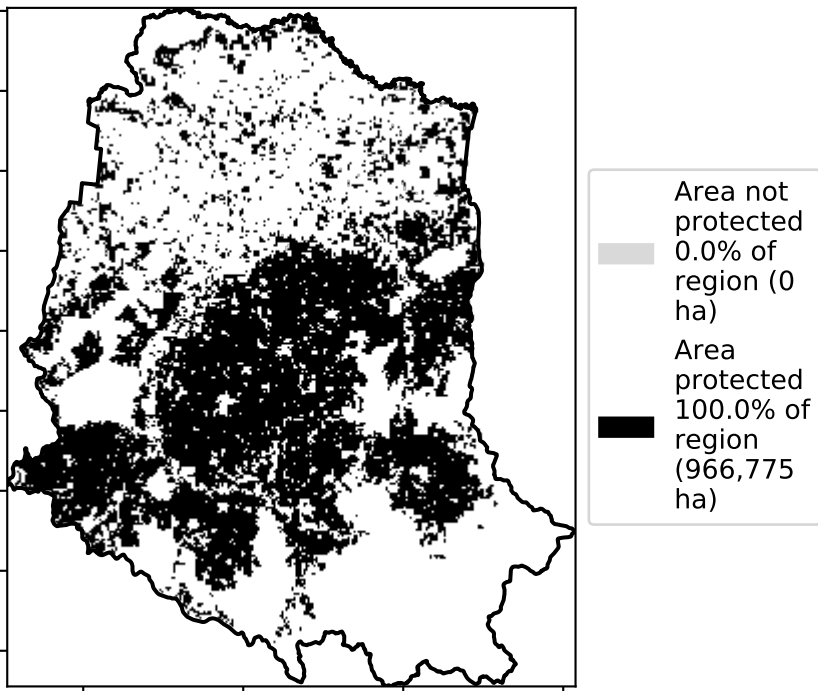 Area not
protected
0.0% of
region (0
ha)
Area
protected
100.0% of
region
(966,775
ha)